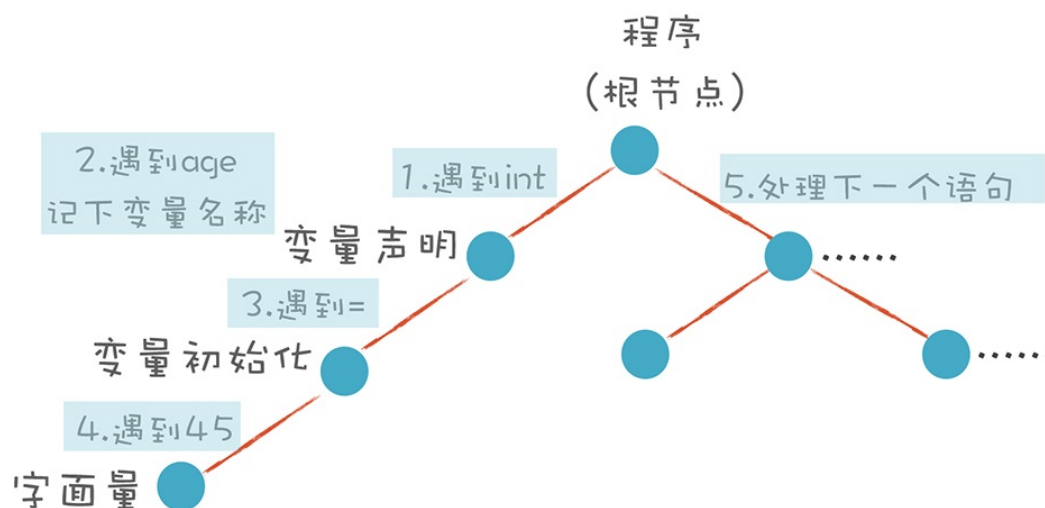 程序
(根节点)
2.遇到age
记下变量名称
1.遇到int
5.处理下一个语句
变量声明
......
3.遇到=
变量初始化
.....
4.遇到45
字面量